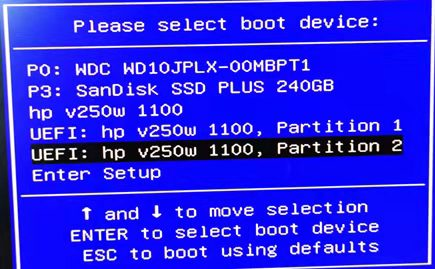 Please select boot device:
P0: WDC WD10JPLX-00MBPT1
P3: SanDisk SSD PLUS 240GB
hp v250w 1100
UEFI: hp v250w 1100, Partition 1
UEFI: hp v250w 1100, Partition 2
Enter Setup
↑ and ↓ to move selection
ENTER to select boot device
ESC to boot using defaults